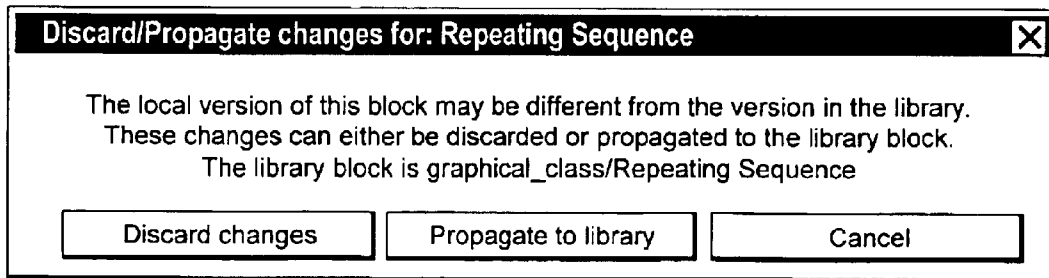 Discard/Propagate changes for: Repeating Sequence
The local version of this block may be different from the version in the library.
These changes can either be discarded or propagated to the library block.
The library block is graphical_class/Repeating Sequence
Discard changes
Propagate to library
Cancel